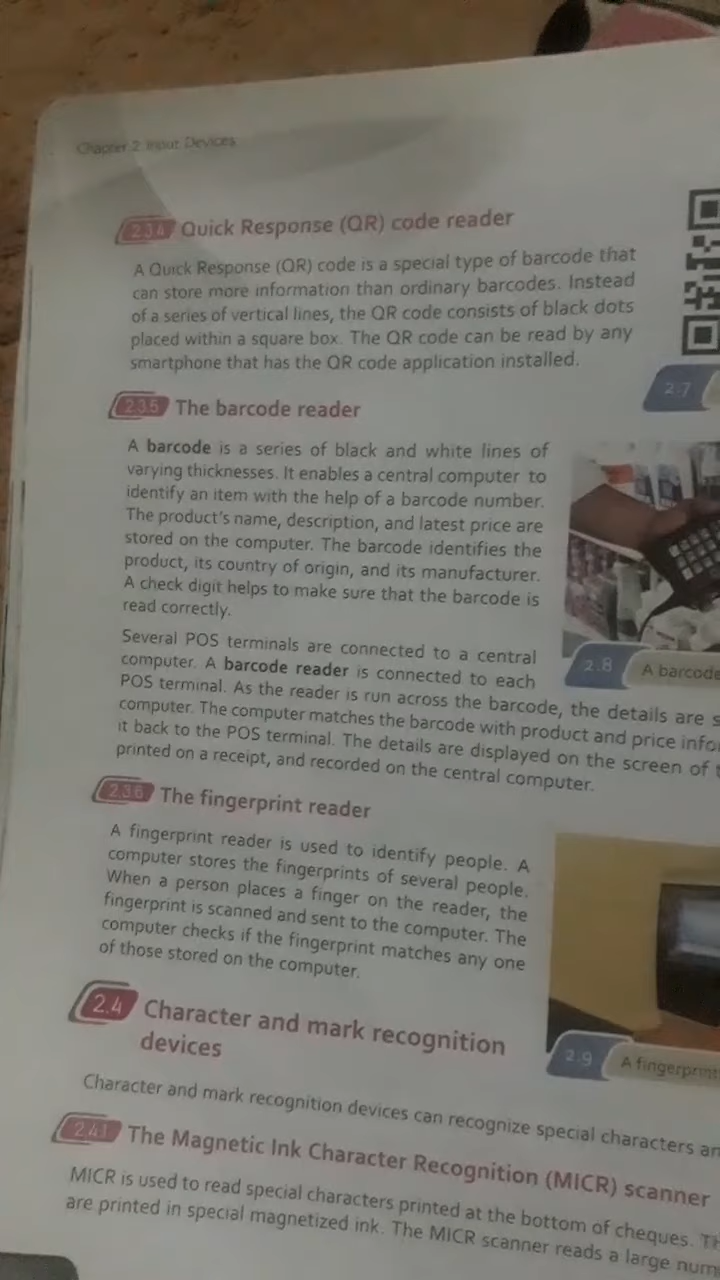 Chapter 2 Input Devices
2.3.4 Quick Response (QR) code reader
A Quick Response (QR) code is a special type of barcode that
can store more information than ordinary barcodes. Instead
of a series of vertical lines, the QR code consists of black dots
placed within a square box. The QR code can be read by any
smartphone that has the QR code application installed.
2.7
2.3.5 The barcode reader
A barcode is a series of black and white lines of
varying thicknesses. It enables a central computer to
identify an item with the help of a barcode number.
The product's name, description, and latest price are
stored on the computer. The barcode identifies the
product, its country of origin, and its manufacturer.
A check digit helps to make sure that the barcode is
read correctly.
2.8 A barcode
Several POS terminals are connected to a central
computer. A barcode reader is connected to each
POS terminal. As the reader is run across the barcode, the details are
computer. The computer matches the barcode with product and price
it back to the POS terminal. The details are displayed on the screen of
printed on a receipt, and recorded on the central computer.
2.3.6 The fingerprint reader
A fingerprint reader is used to identify people. A
computer stores the fingerprints of several people.
When a person places a finger on the reader, the
fingerprint is scanned and sent to the computer. The
computer checks if the fingerprint matches any one
of those stored on the computer.
2.9 A fingerprint
2.4 Character and mark recognition
devices
Character and mark recognition devices can recognize special characters
2.4.1 The Magnetic Ink Character Recognition (MICR) scanner
MICR is used to read special characters printed at the bottom of cheques.
are printed in special magnetized ink. The MICR scanner reads a large